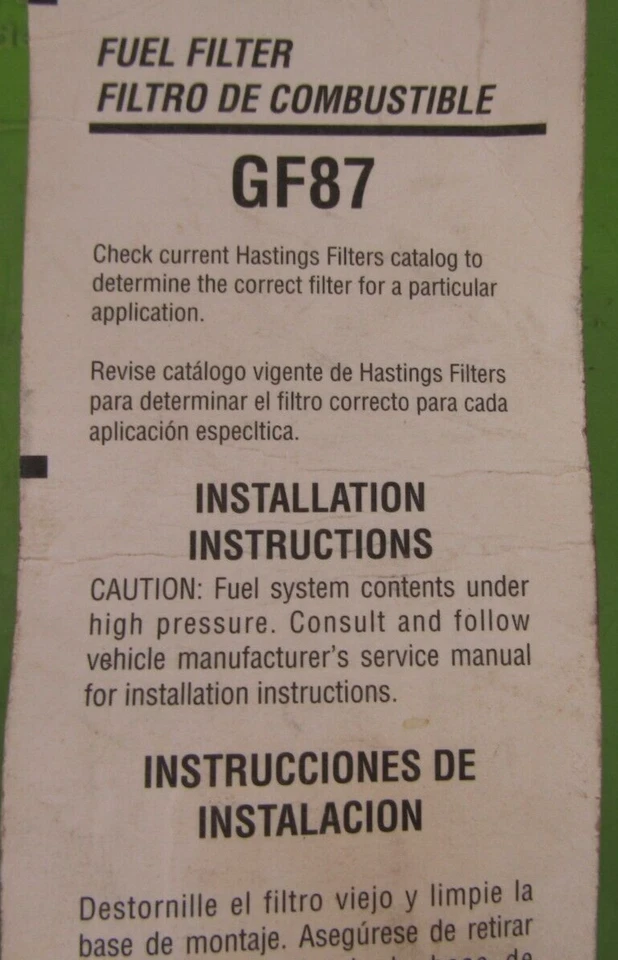 FUEL FILTER
FILTRO DE COMBUSTIBLE
GF87
Check current Hastings Filters catalog to
determine the correct filter for a particular
application.
Revise catálogo vigente de Hastings Filters
para determinar el filtro correcto para cada
aplicación especltica.
INSTALLATION
INSTRUCTIONS
CAUTION: Fuel system contents under
high pressure. Consult and follow
vehicle manufacturer's service manual
for installation instructions.
INSTRUCCIONES DE
INSTALACION
Destornille el filtro viejo y limpie la
base de montaje. Asegúrese de retirar
de